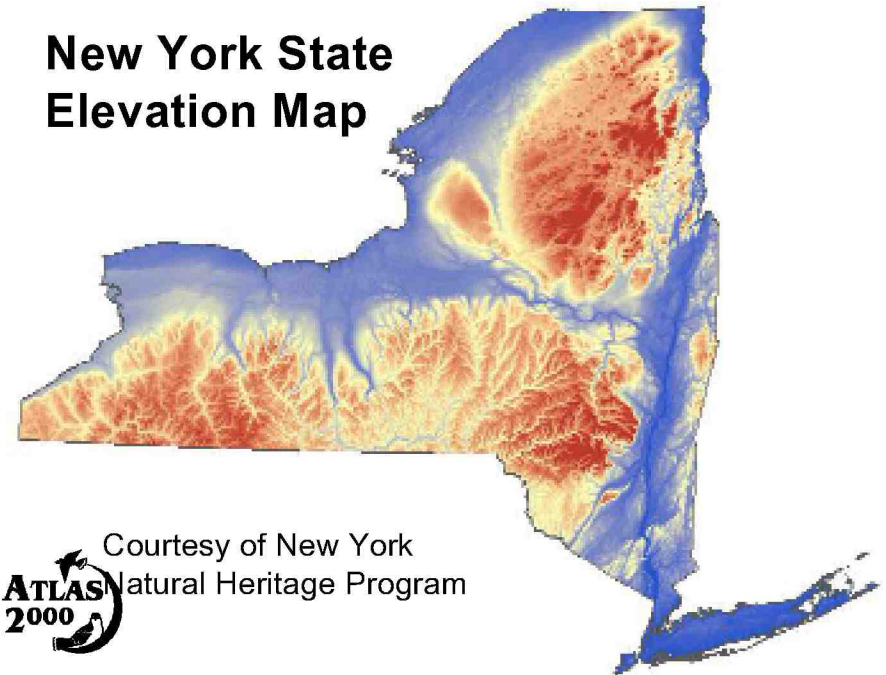 New York State
Elevation Map
Courtesy of New York
Natural Heritage Program
ATLAS
2000